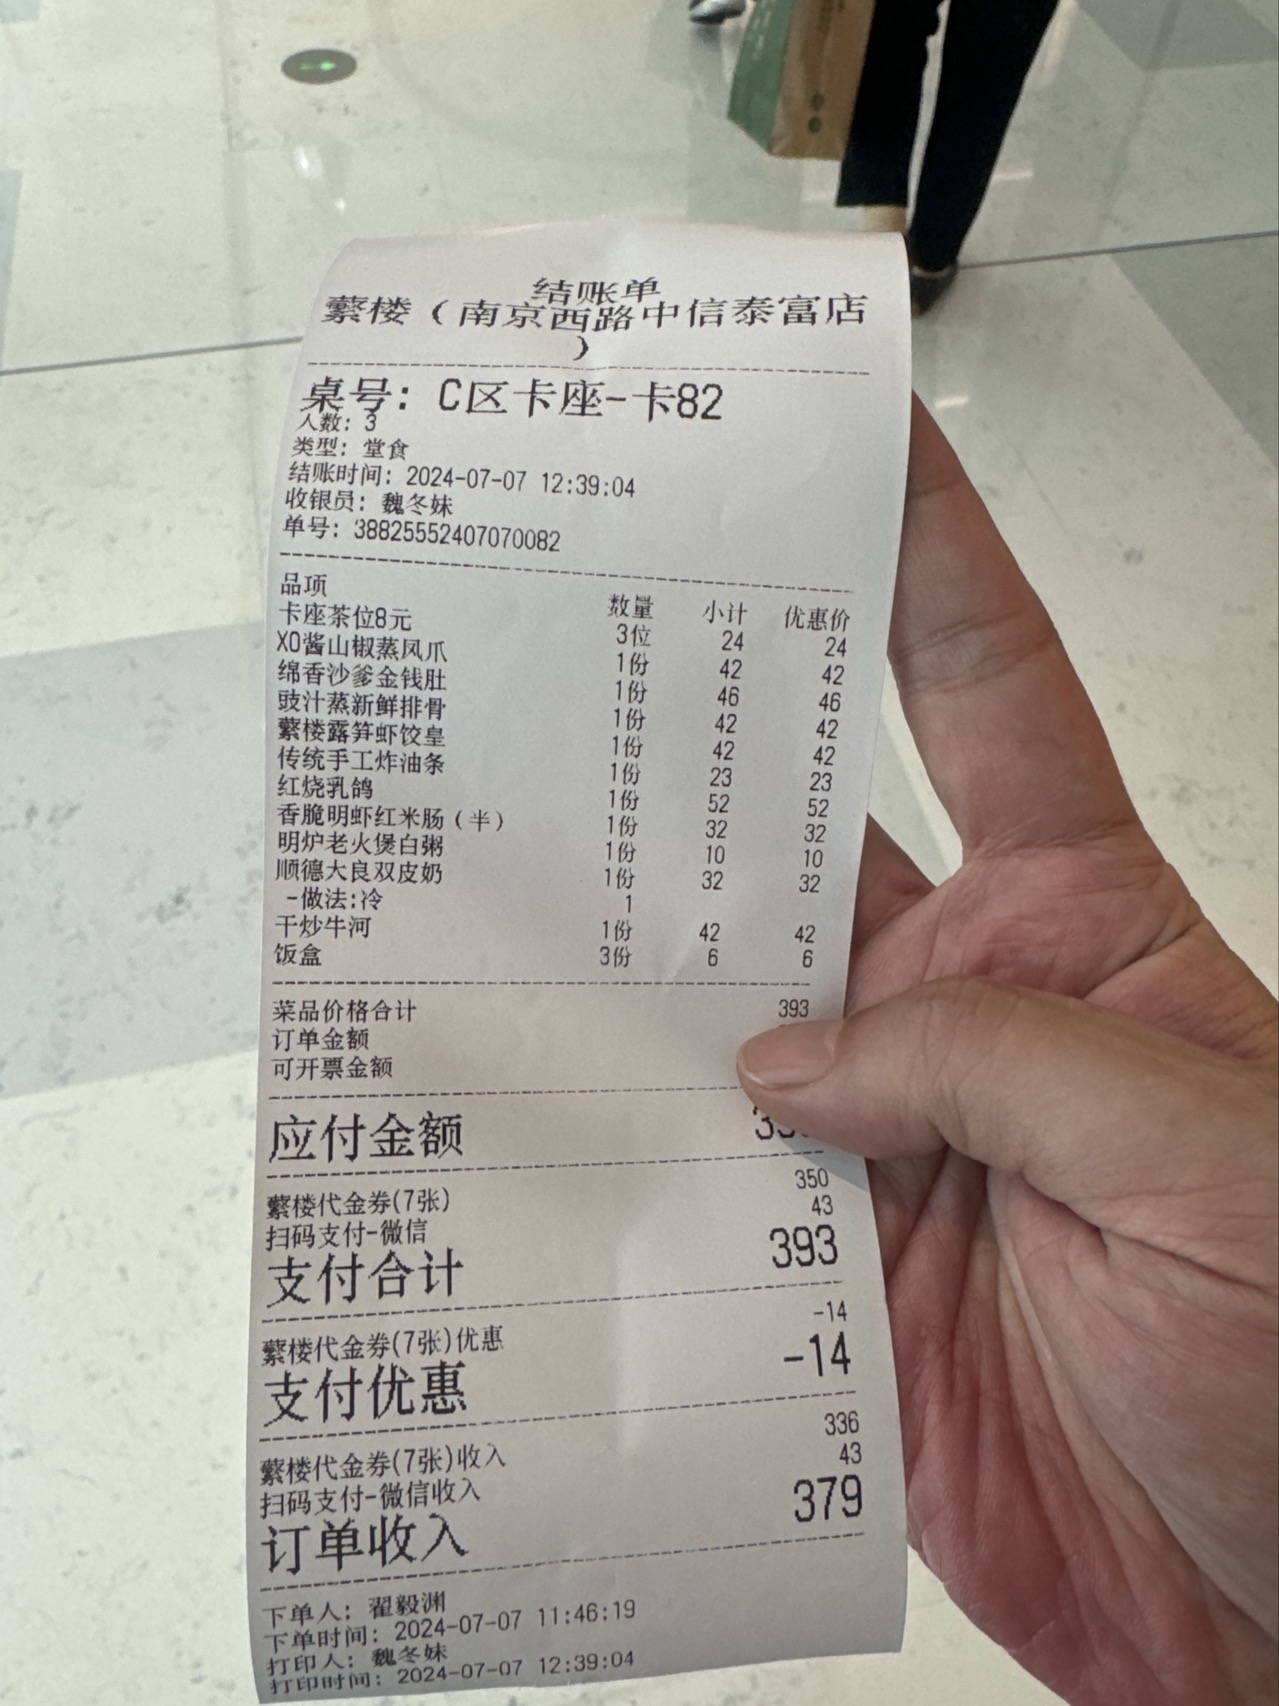 结账单
蘩楼（南京西路中信泰富店
）
桌号: C区卡座-卡82
人数: 3
类型: 堂食
结账时间: 2024-07-07 12:39:04
收银员: 魏冬妹
单号: 38825552407070082
品项 数量 小计 优惠价
卡座茶位8元 3位 24 24
XO酱山椒蒸凤爪 1份 42 42
绵香沙爹金钱肚 1份 46 46
豉汁蒸新鲜排骨 1份 42 42
蘩楼露笋虾饺皇 1份 42 42
传统手工炸油条 1份 23 23
红烧乳鸽 1份 52 52
香脆明虾红米肠（半） 1份 32 32
明炉老火煲白粥 1份 10 10
顺德大良双皮奶 1份 32 32
-做法:冷 1
干炒牛河 1份 42 42
饭盒 3份 6 6
菜品价格合计 393
订单金额
可开票金额
应付金额
蘩楼代金券(7张) 350
扫码支付-微信 43
支付合计 393
蘩楼代金券(7张)优惠 -14
支付优惠 -14
蘩楼代金券(7张)收入 336
扫码支付-微信收入 43
订单收入 379
下单人: 翟毅渊
下单时间: 2024-07-07 11:46:19
打印人: 魏冬妹
打印时间: 2024-07-07 12:39:04